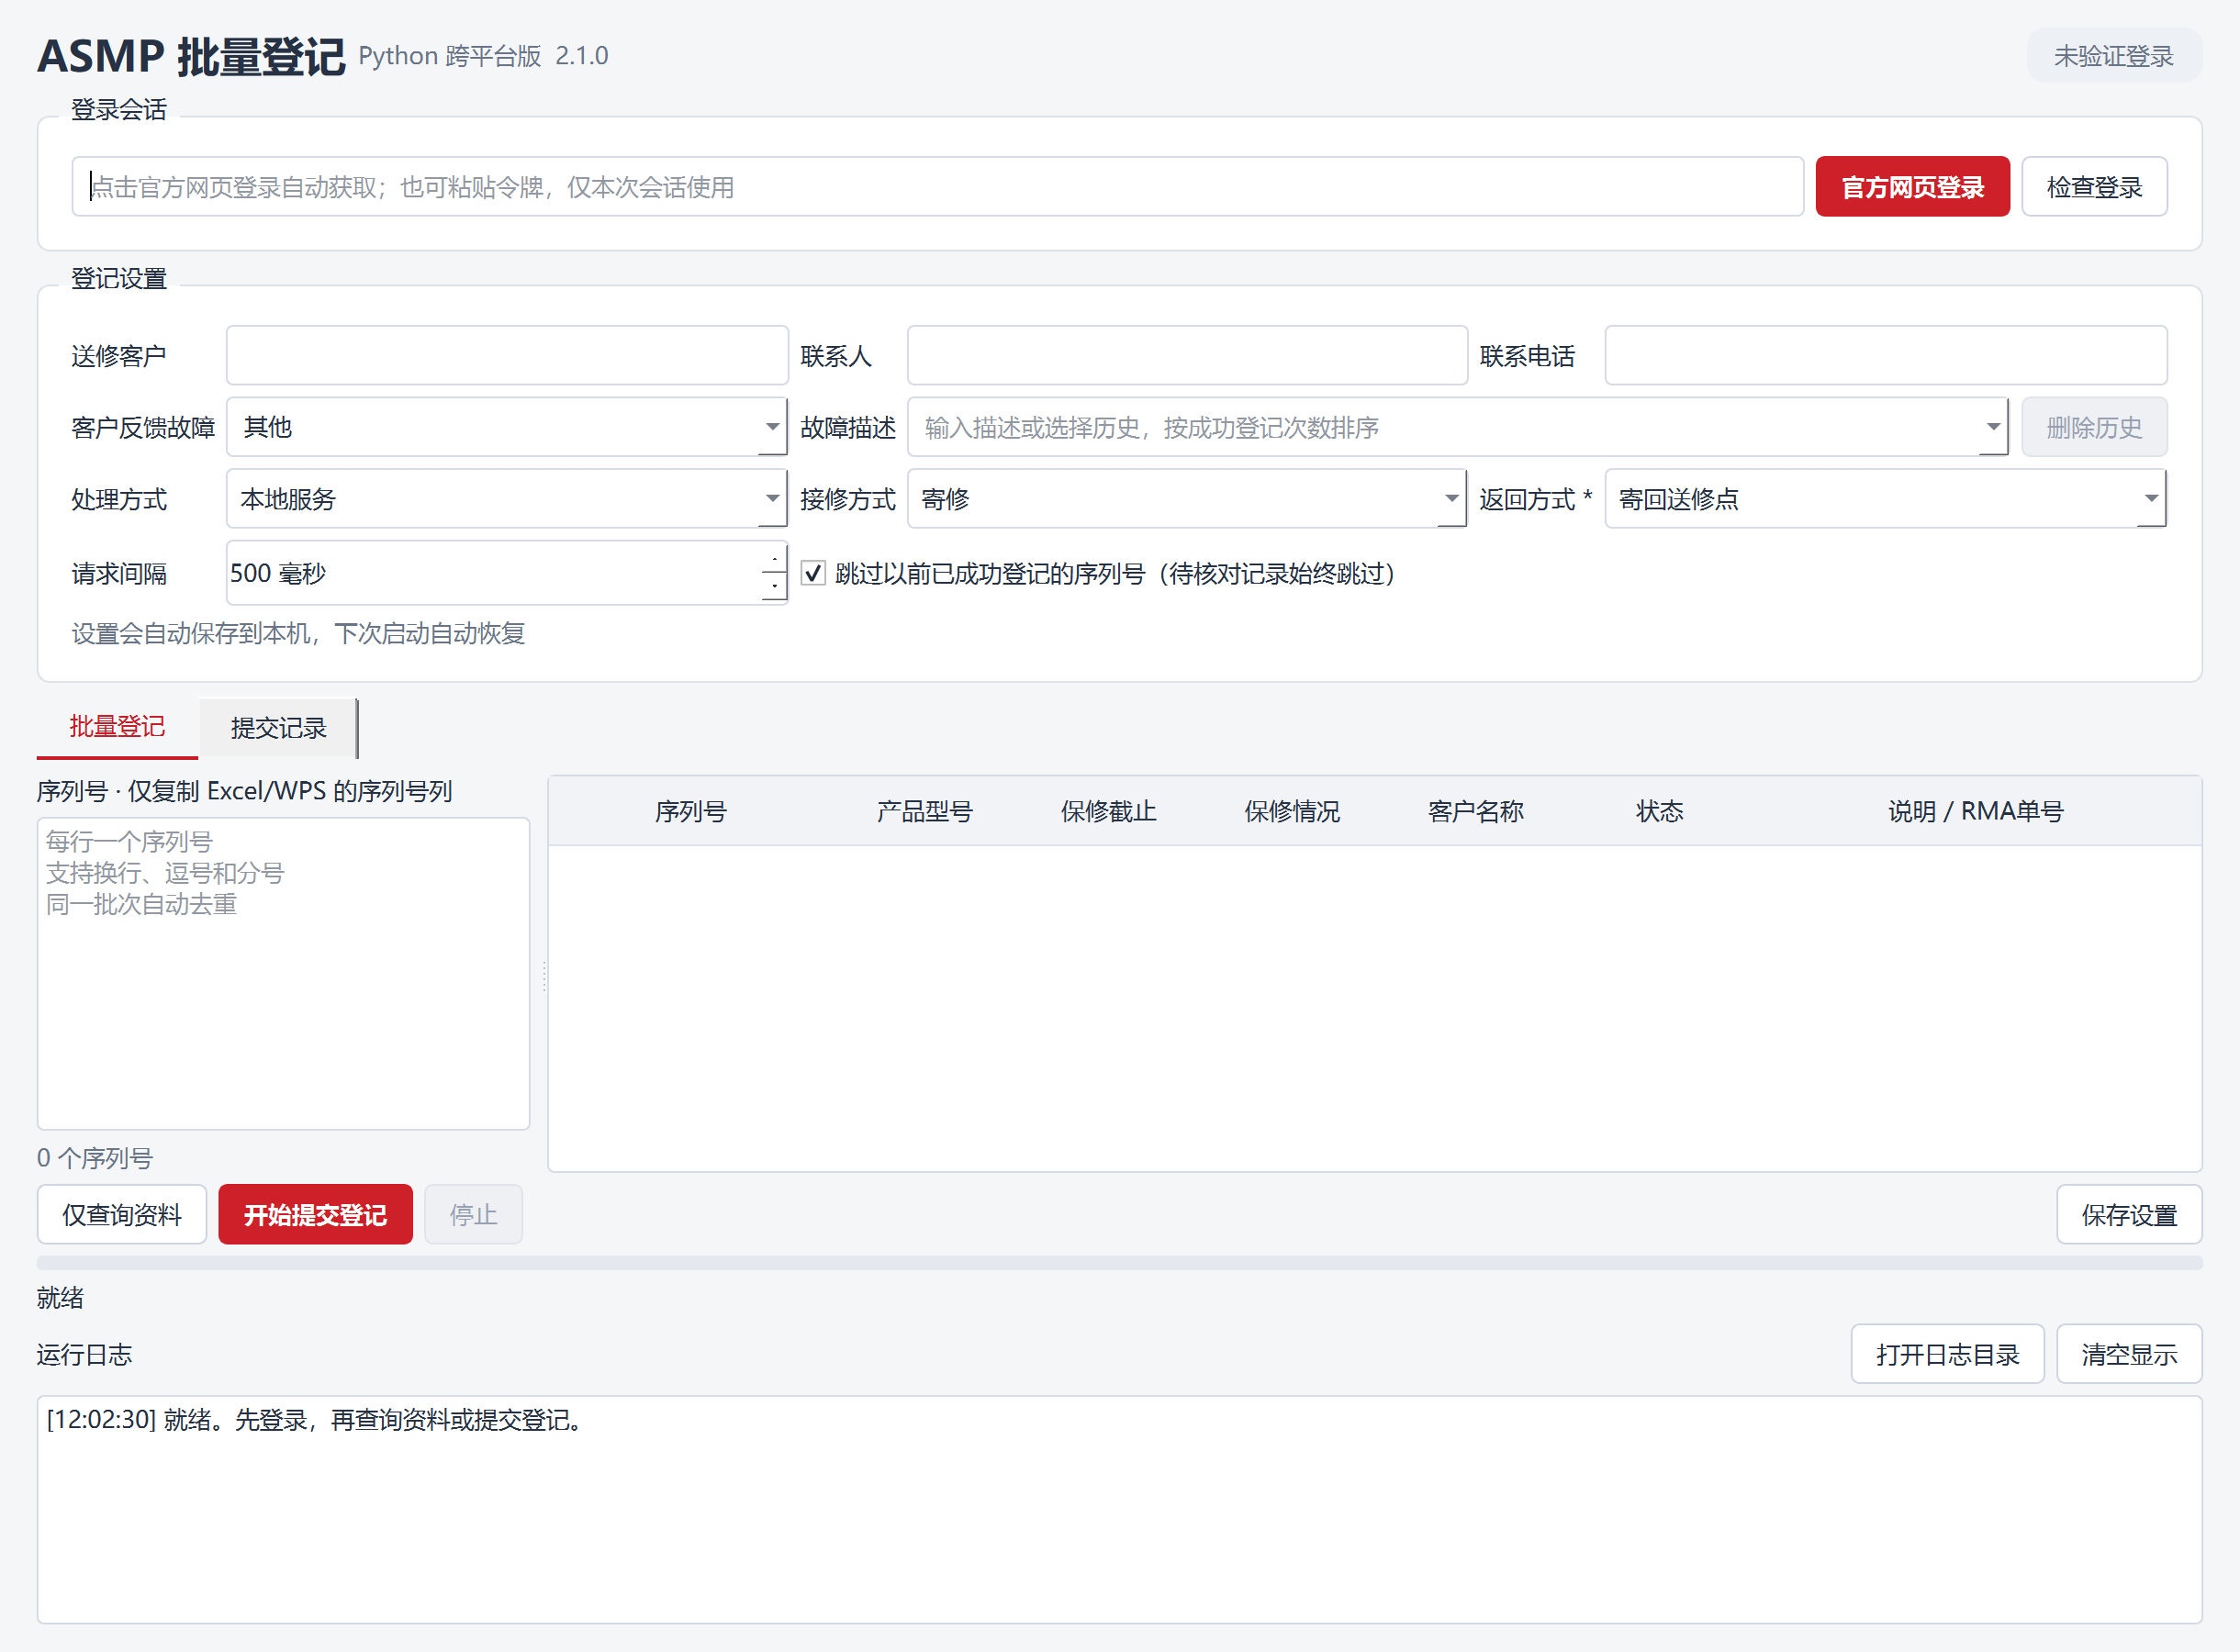 ASMP 批量登记 Python 跨平台版 2.1.0
未验证登录
登录会话
点击官方网页登录自动获取；也可粘贴令牌，仅本次会话使用
官方网页登录
检查登录
登记设置
送修客户
联系人
联系电话
客户反馈故障 其他
故障描述 输入描述或选择历史，按成功登记次数排序
删除历史
处理方式 本地服务
接修方式 寄修
返回方式 * 寄回送修点
请求间隔 500 毫秒
跳过以前已成功登记的序列号（待核对记录始终跳过）
设置会自动保存到本机，下次启动自动恢复
批量登记
提交记录
序列号 · 仅复制 Excel/WPS 的序列号列
每行一个序列号
支持换行、逗号和分号
同一批次自动去重
序列号 产品型号 保修截止 保修情况 客户名称 状态 说明 / RMA单号
0 个序列号
仅查询资料
开始提交登记
停止
保存设置
就绪
运行日志
打开日志目录
清空显示
[12:02:30] 就绪。先登录，再查询资料或提交登记。